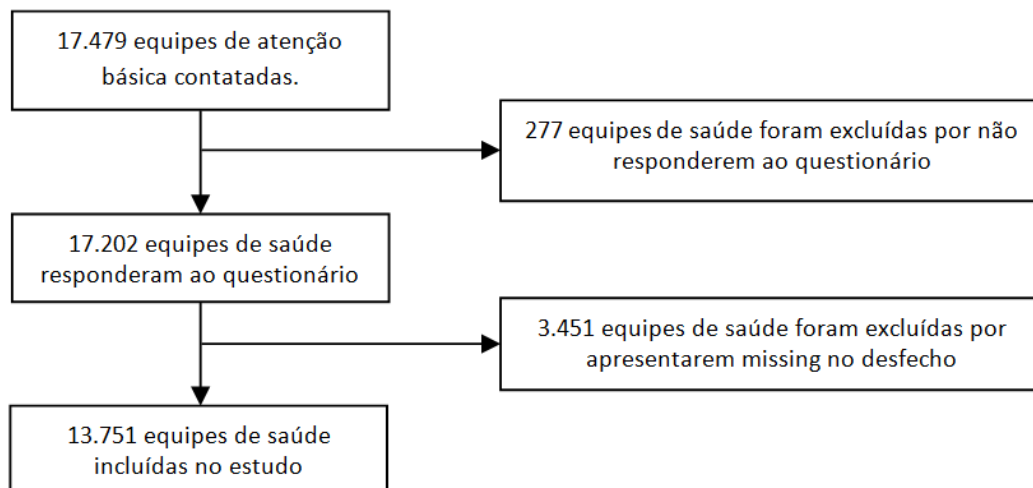 17.479 equipes de atenção
básica contatadas.
277 equipes de saúde foram excluídas por não
responderem ao questionário
17.202 equipes de saúde
responderam ao questionário
3.451 equipes de saúde foram excluídas por
apresentarem missing no desfecho
13.751 equipes de saúde
incluídas no estudo